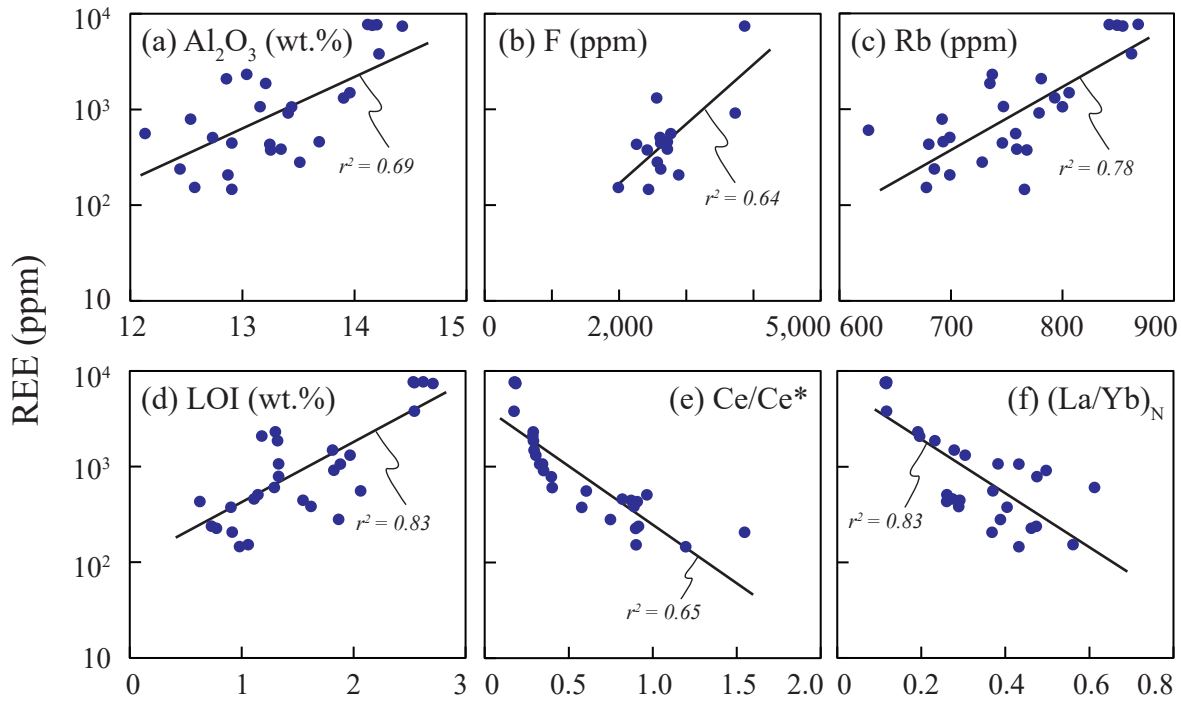 REE (ppm)
10⁴
10³
10²
10
(a) Al₂O₃ (wt.%)
r² = 0.69
12 13 14 15
(b) F (ppm)
r² = 0.64
0 2,000 5,000
(c) Rb (ppm)
r² = 0.78
600 700 800 900
10⁴
10³
10²
10
(d) LOI (wt.%)
r² = 0.83
0 1 2 3
(e) Ce/Ce*
r² = 0.65
0 0.5 1.0 1.5 2.0
(f) (La/Yb)N
r² = 0.83
0 0.2 0.4 0.6 0.8